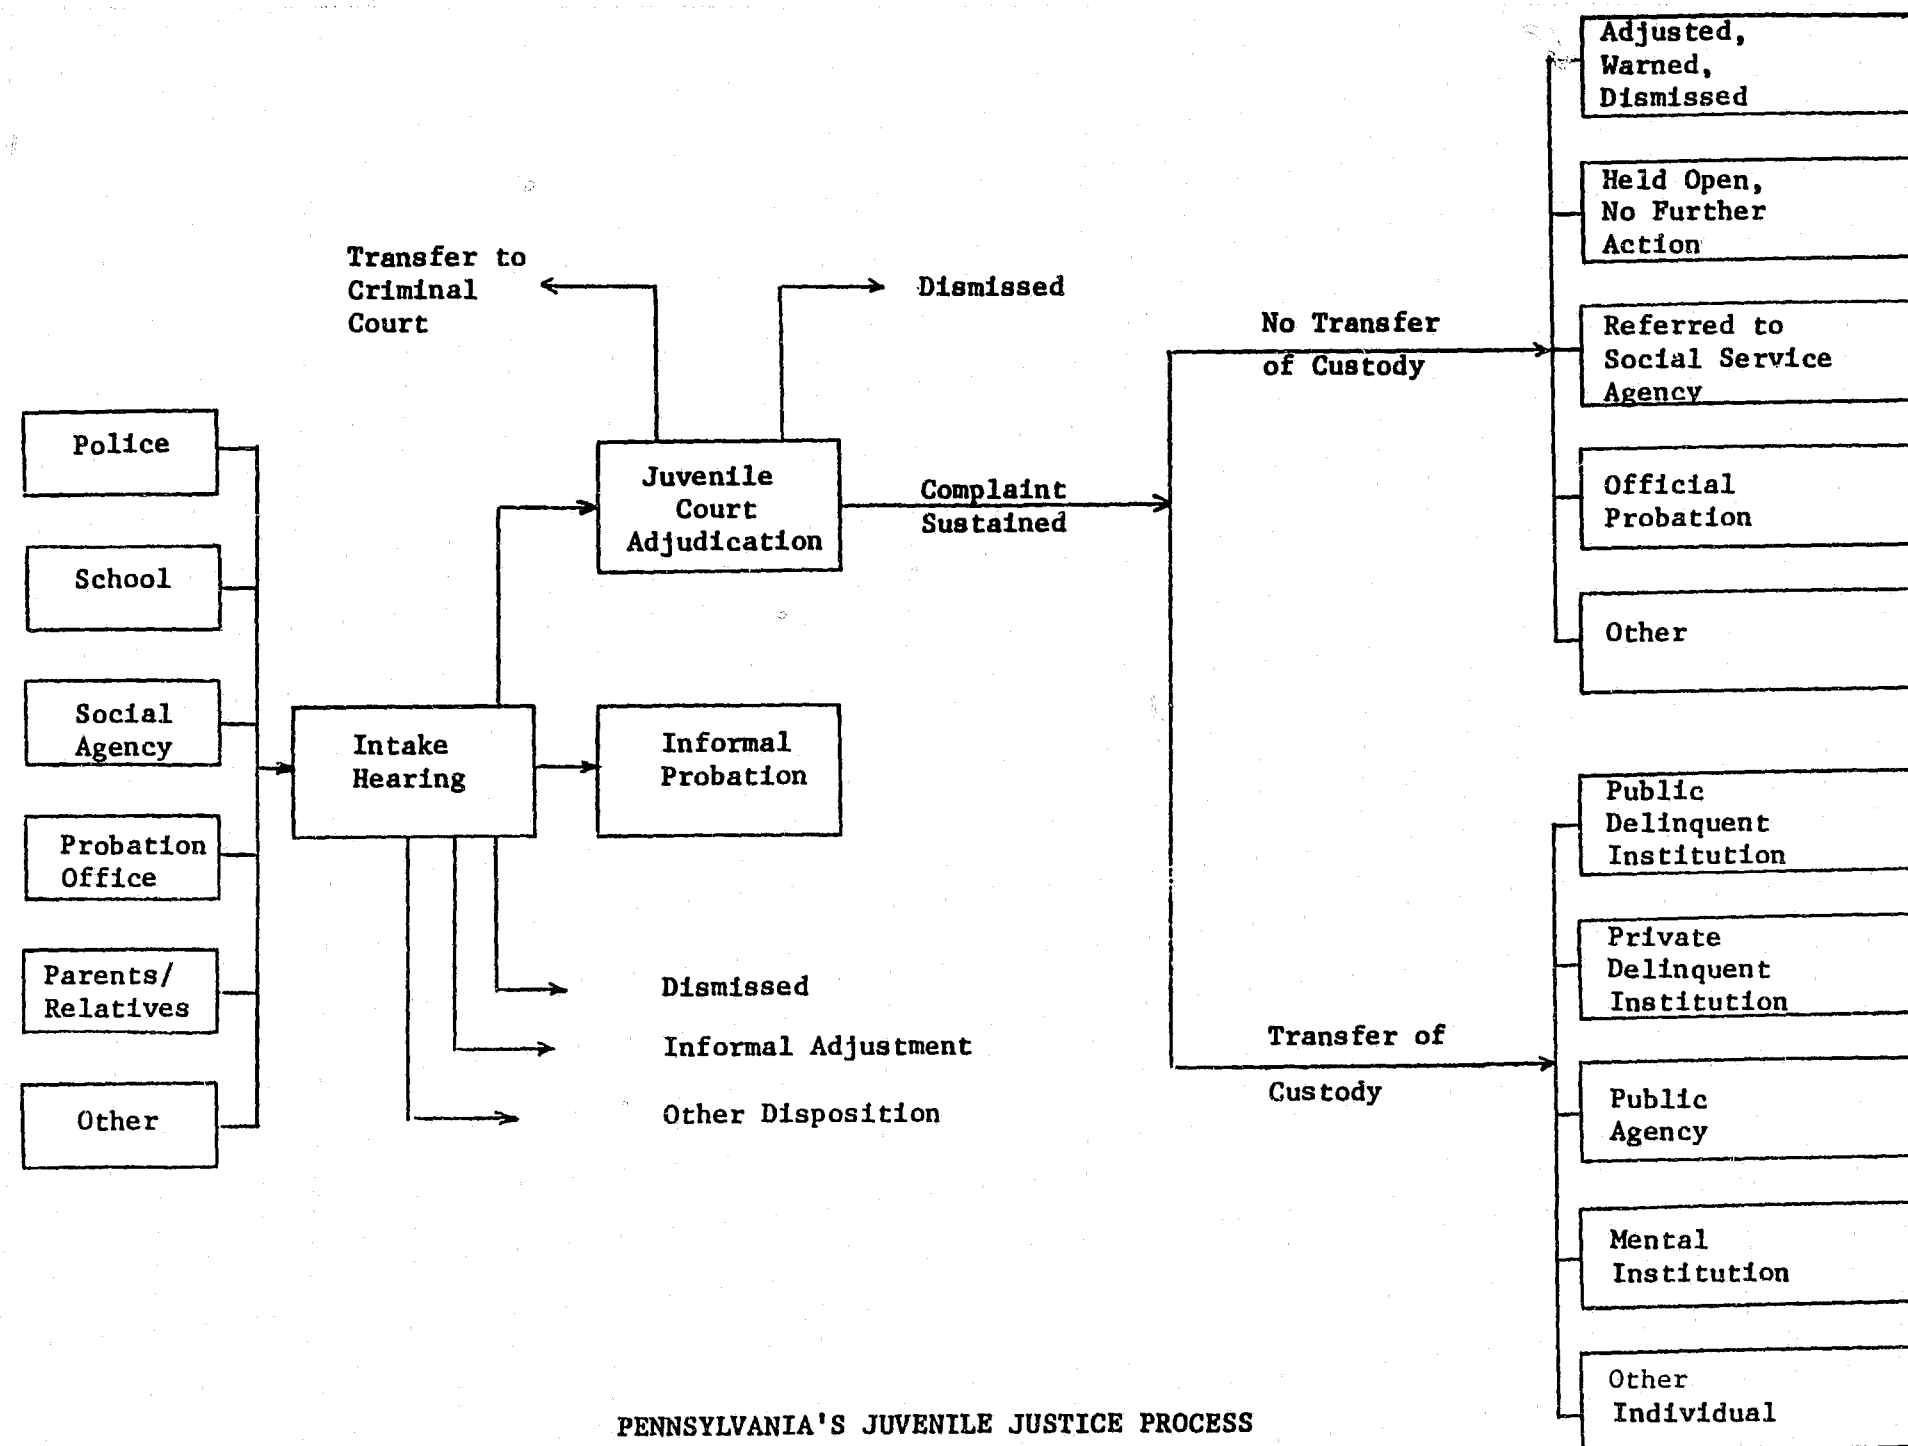 Police
School
Social
Agency
Probation
Office
Parents/
Relatives
Other
Intake
Hearing
Transfer to
Criminal
Court
Dismissed
Juvenile
Court
Adjudication
Informal
Probation
Dismissed
Informal Adjustment
Other Disposition
Complaint
Sustained
No Transfer
of Custody
Transfer of
Custody
Adjusted,
Warned,
Dismissed
Held Open,
No Further
Action
Referred to
Social Service
Agency
Official
Probation
Other
Public
Delinquent
Institution
Private
Delinquent
Institution
Public
Agency
Mental
Institution
Other
Individual
PENNSYLVANIA'S JUVENILE JUSTICE PROCESS